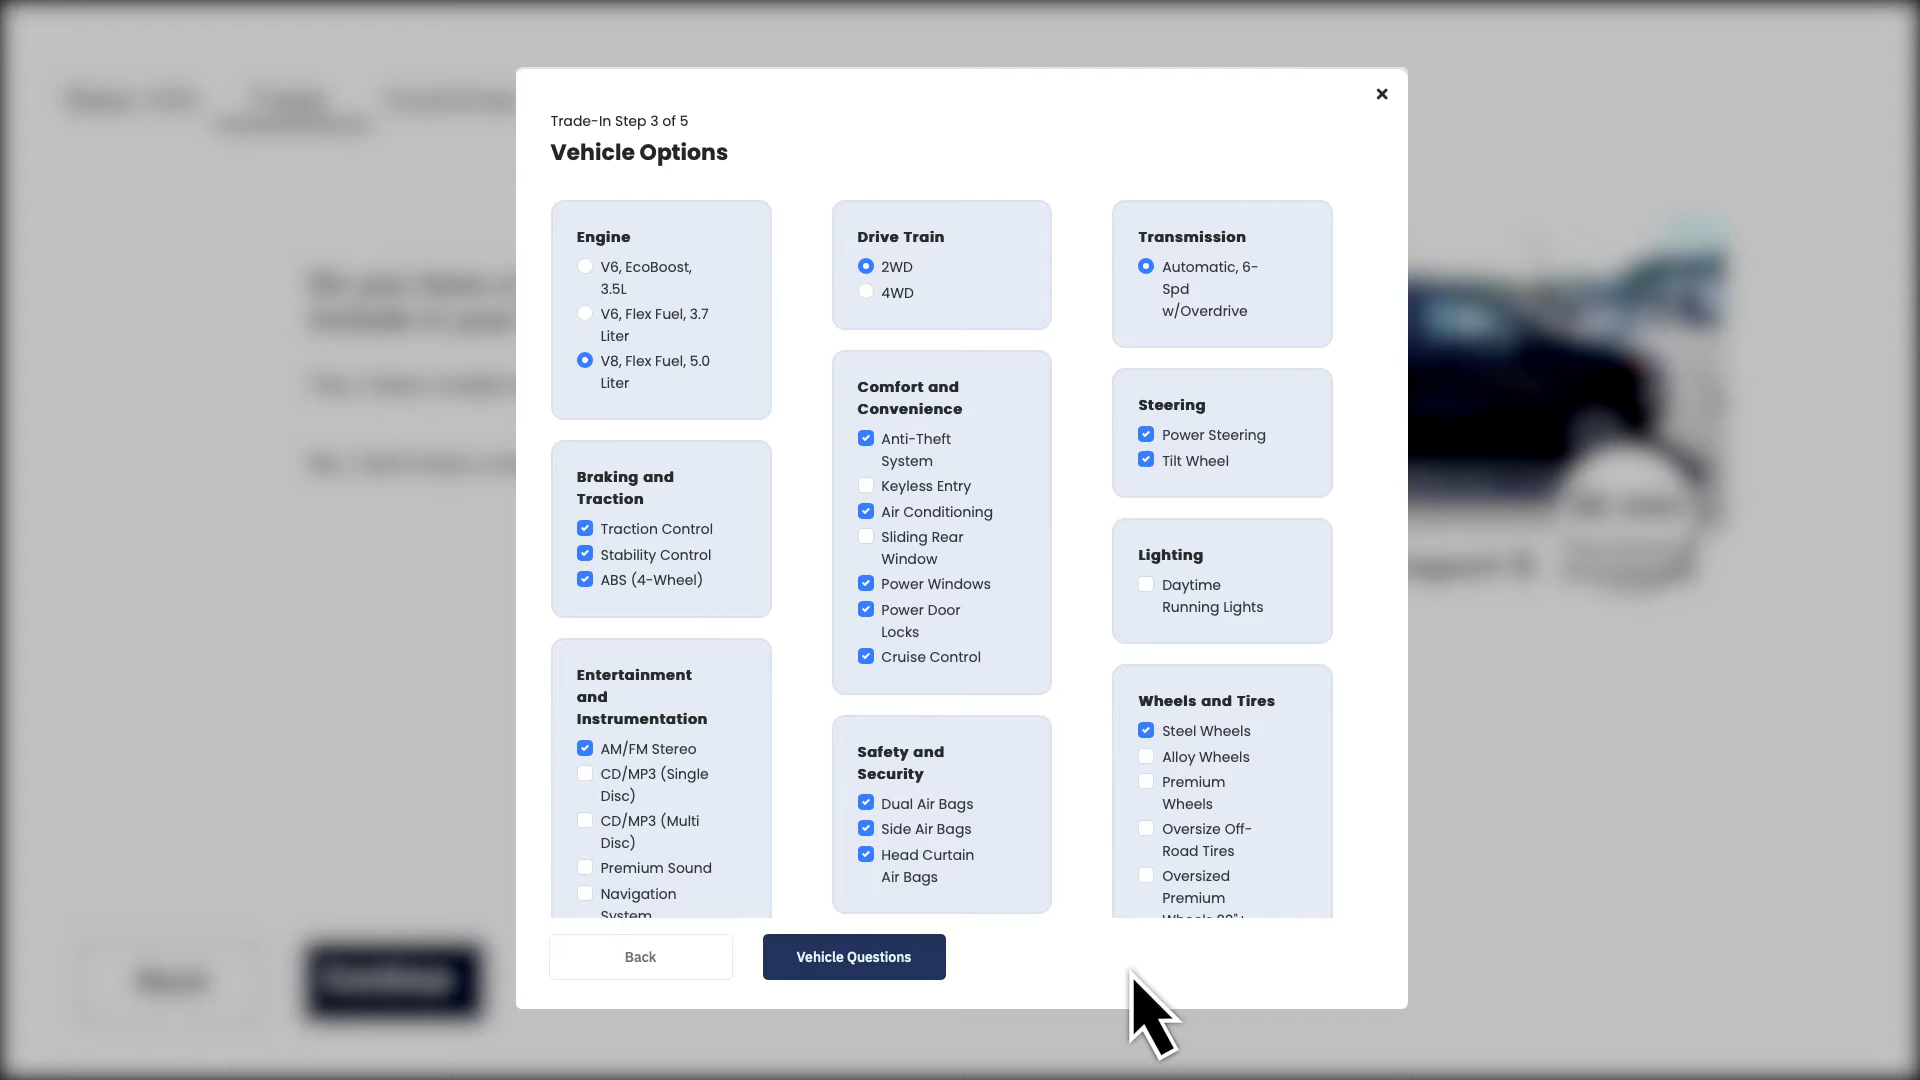 Trade-In Step 3 of 5
Vehicle Options
Engine
V6, EcoBoost,
3.5L
V6, Flex Fuel, 3.7
Liter
V8, Flex Fuel, 5.0
Liter
Braking and
Traction
Traction Control
Stability Control
ABS (4-Wheel)
Entertainment
and
Instrumentation
AM/FM Stereo
CD/MP3 (Single
Disc)
CD/MP3 (Multi
Disc)
Premium Sound
Navigation
System
Drive Train
2WD
4WD
Comfort and
Convenience
Anti-Theft
System
Keyless Entry
Air Conditioning
Sliding Rear
Window
Power Windows
Power Door
Locks
Cruise Control
Safety and
Security
Dual Air Bags
Side Air Bags
Head Curtain
Air Bags
Transmission
Automatic, 6-
Spd
w/Overdrive
Steering
Power Steering
Tilt Wheel
Lighting
Daytime
Running Lights
Wheels and Tires
Steel Wheels
Alloy Wheels
Premium
Wheels
Oversize Off-
Road Tires
Oversized
Premium
Back
Vehicle Questions